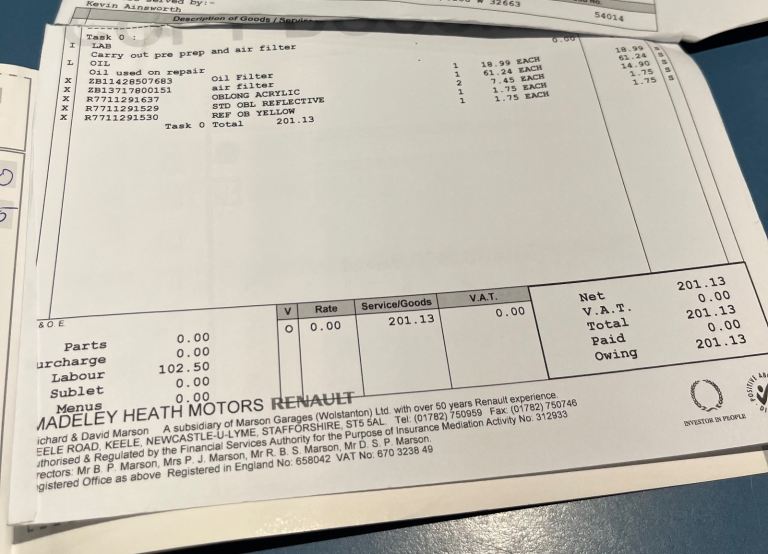 Kevin Ainsworth
32663
54014
Description of Goods / Service
Task 0 :
0.00
I LAB
Carry out pre prep and air filter
L OIL
Oil used on repair
X ZB11428507683 Oil Filter 1 18.99 EACH 18.99 S
X ZB13717800151 air filter 1 61.24 EACH 61.24 S
X R7711291637 OBLONG ACRYLIC 2 7.45 EACH 14.90 S
X R7711291529 STD OBL REFLECTIVE 1 1.75 EACH 1.75 S
X R7711291530 REF OB YELLOW 1 1.75 EACH 1.75 S
Task 0 Total 201.13
& O E.
Parts 0.00
urcharge 0.00
Labour 102.50
Sublet 0.00
Menus 0.00
V Rate Service/Goods V.A.T.
O 0.00 201.13 0.00
Net 201.13
V.A.T. 0.00
Total 201.13
Paid 0.00
Owing 201.13
MADELEY HEATH MOTORS RENAULT
ichard & David Marson A subsidiary of Marson Garages (Wolstanton) Ltd. with over 50 years Renault experience.
EELE ROAD, KEELE, NEWCASTLE-U-LYME, STAFFORDSHIRE, ST5 5AL. Tel: (01782) 750959 Fax: (01782) 750746
uthorised & Regulated by the Financial Services Authority for the Purpose of Insurance Mediation Activity No: 312933
rectors: Mr B. P. Marson, Mrs P. J. Marson, Mr R. B. S. Marson, Mr D. S. P. Marson.
gistered Office as above Registered in England No: 658042 VAT No: 670 3238 49
INVESTOR IN PEOPLE